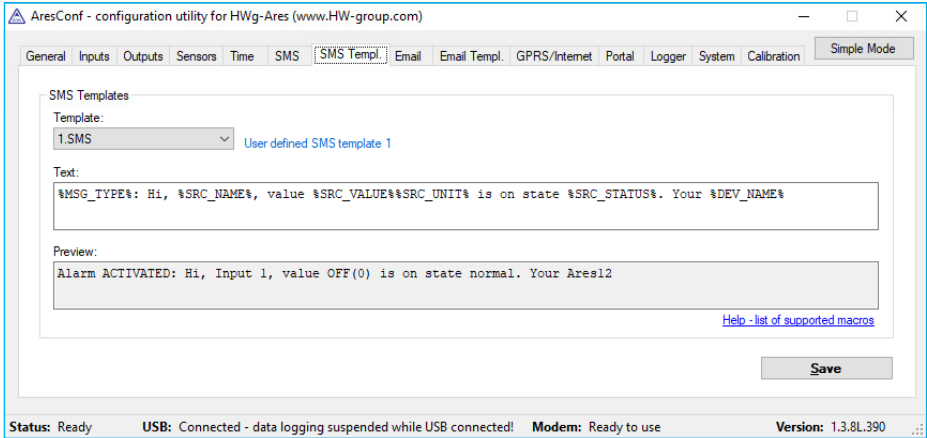 AresConf - configuration utility for HWg-Ares (www.HW-group.com)
General Inputs Outputs Sensors Time SMS SMS Templ. Email Email Templ. GPRS/Internet Portal Logger System Calibration Simple Mode
SMS Templates
Template:
1.SMS User defined SMS template 1
Text:
%MSG_TYPE%: Hi, %SRC_NAME%, value %SRC_VALUE%%SRC_UNIT% is on state %SRC_STATUS%. Your %DEV_NAME%
Preview:
Alarm ACTIVATED: Hi, Input 1, value OFF(0) is on state normal. Your Ares12
Help - list of supported macros
Save
Status: Ready USB: Connected - data logging suspended while USB connected! Modem: Ready to use Version: 1.3.8L.390